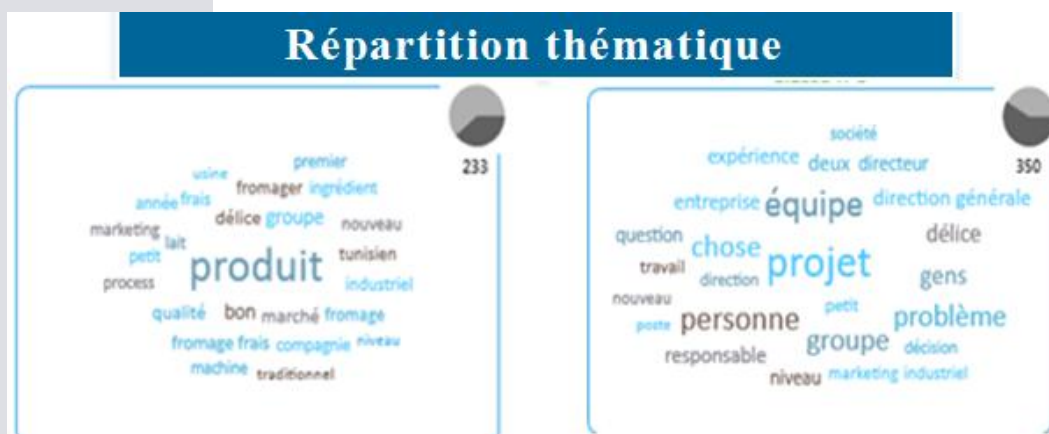 Répartition thématique
233
premier
usine
fromager ingrédient
année frais
délice groupe nouveau
marketing
lait
petit
produit
tunisien
process
industriel
qualité bon marché fromage
fromage frais compagnie niveau
machine traditionnel
350
société
expérience deux directeur
entreprise équipe direction générale
question
chose
délice
travail
direction
projet
gens
nouveau
petit
poste
personne
problème
groupe
décision
responsable
niveau marketing industriel